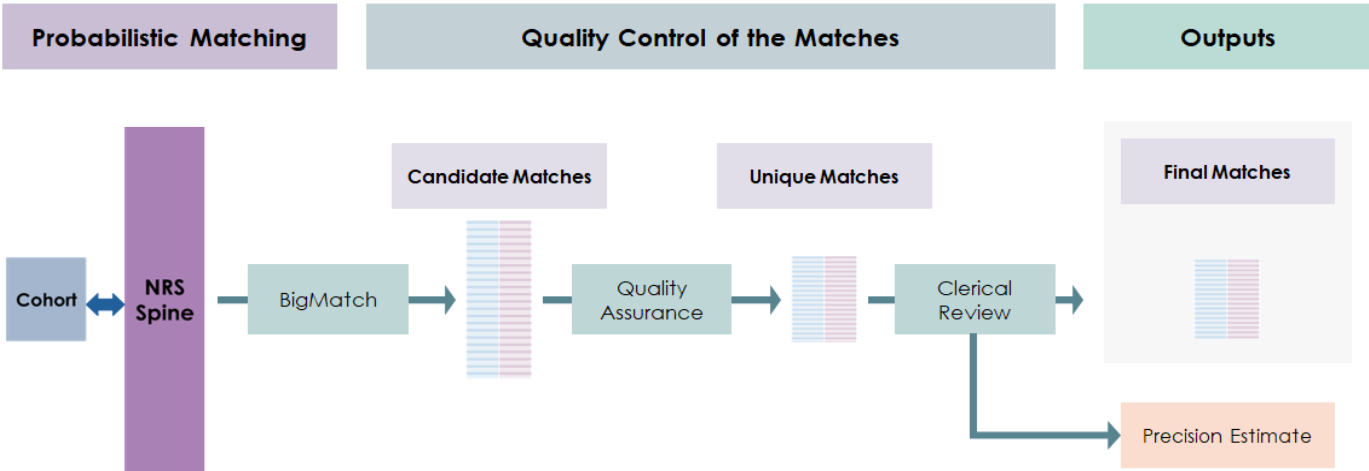 Probabilistic Matching
Quality Control of the Matches
Outputs
Candidate Matches
Unique Matches
Final Matches
Cohort
NRS
Spine
BigMatch
Quality
Assurance
Clerical
Review
Precision Estimate